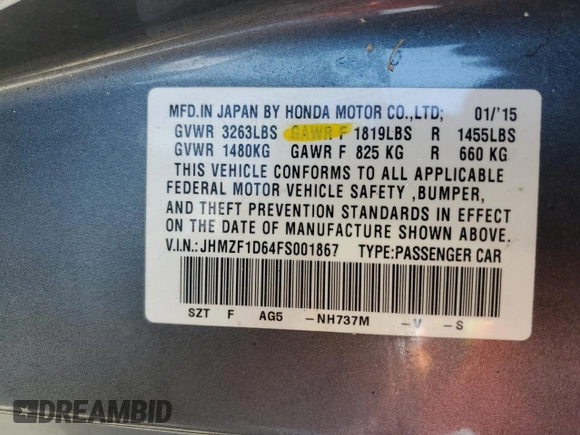 MFD.IN JAPAN BY HONDA MOTOR CO.,LTD; 01/'15
GVWR 3263LBS GAWR F 1819LBS R 1455LBS
GVWR 1480KG GAWR F 825 KG R 660 KG
THIS VEHICLE CONFORMS TO ALL APPLICABLE
FEDERAL MOTOR VEHICLE SAFETY ,BUMPER,
AND THEFT PREVENTION STANDARDS IN EFFECT
ON THE DATE OF MANUFACTURE SHOWN ABOVE.
V.I.N.:JHMZF1D64FS001867 TYPE:PASSENGER CAR
SZT F AG5 -NH737M -V -S
DREAMBID